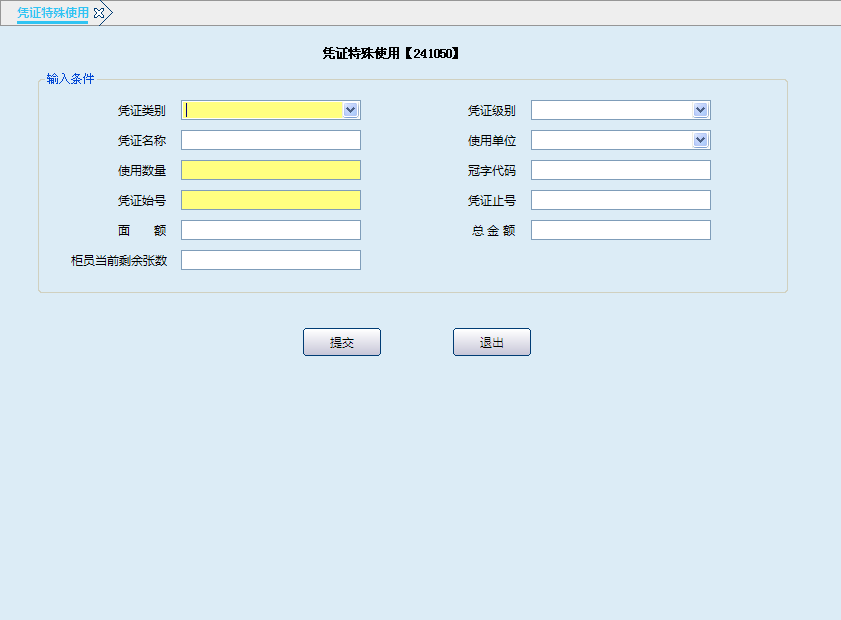 凭证特殊使用
凭证特殊使用【241050】
输入条件
凭证类别 凭证级别
凭证名称 使用单位
使用数量 冠字代码
凭证始号 凭证止号
面 额 总 金 额
柜员当前剩余张数
提交 退出